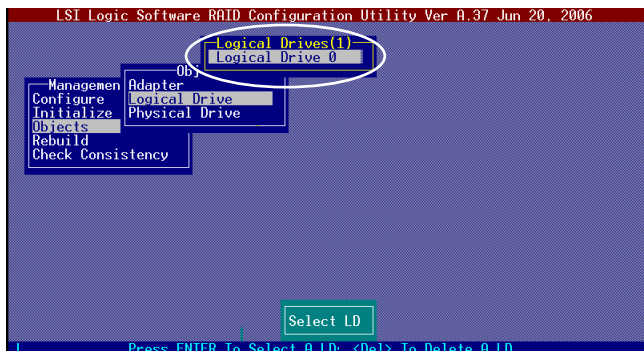 LSI Logic Software RAID Configuration Utility Ver A.37 Jun 20, 2006
Logical Drives(1)
Logical Drive 0
Obj
Managemen
Adapter
Configure
Logical Drive
Initialize
Physical Drive
Objects
Rebuild
Check Consistency
Select LD
Press ENTER To Select A LD; <Del> To Delete A LD